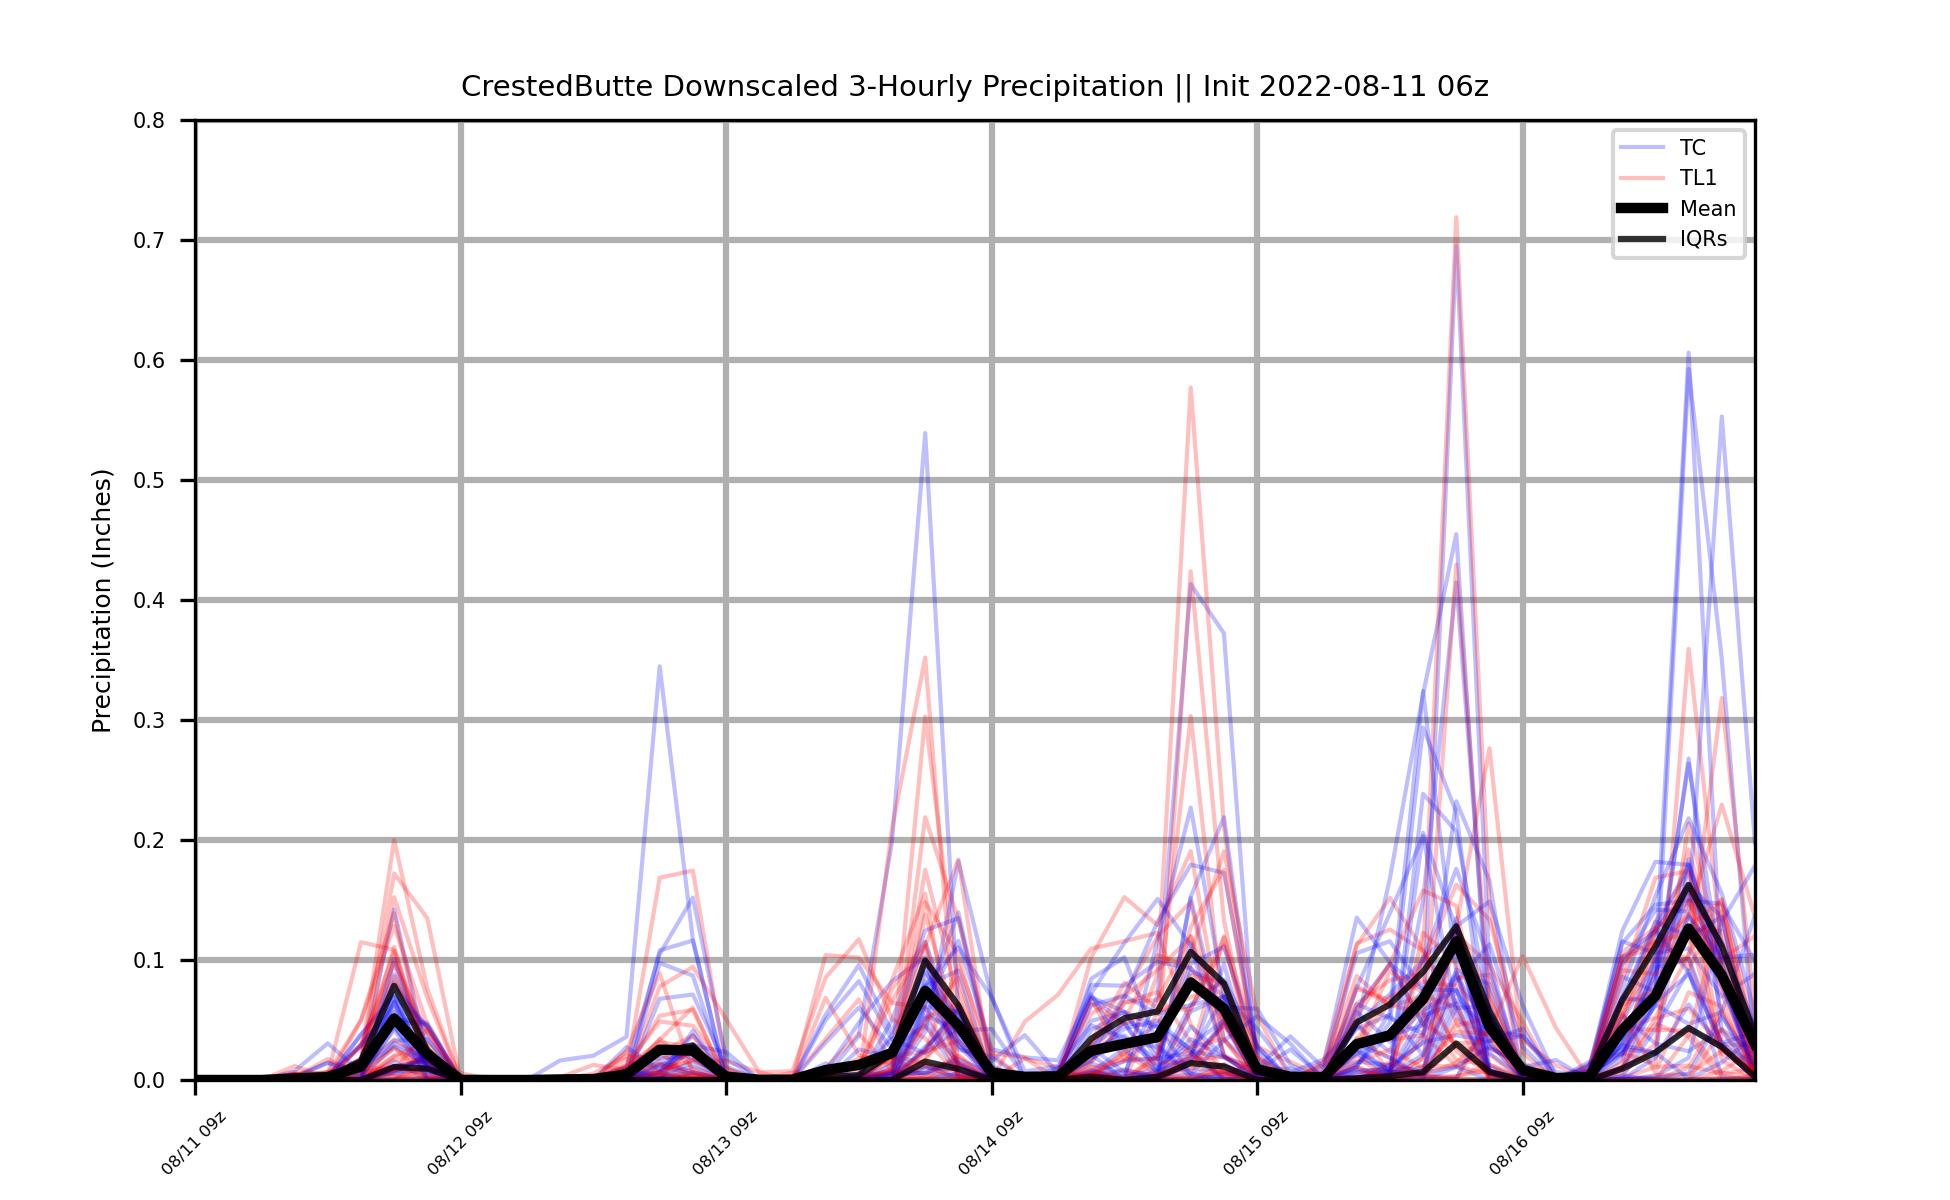 CrestedButte Downscaled 3-Hourly Precipitation || Init 2022-08-11 06z
Precipitation (Inches)
0.8
0.7
0.6
0.5
0.4
0.3
0.2
0.1
0.0
TC
TL1
Mean
IQRs
08/11 09z
08/12 09z
08/13 09z
08/14 09z
08/15 09z
08/16 09z